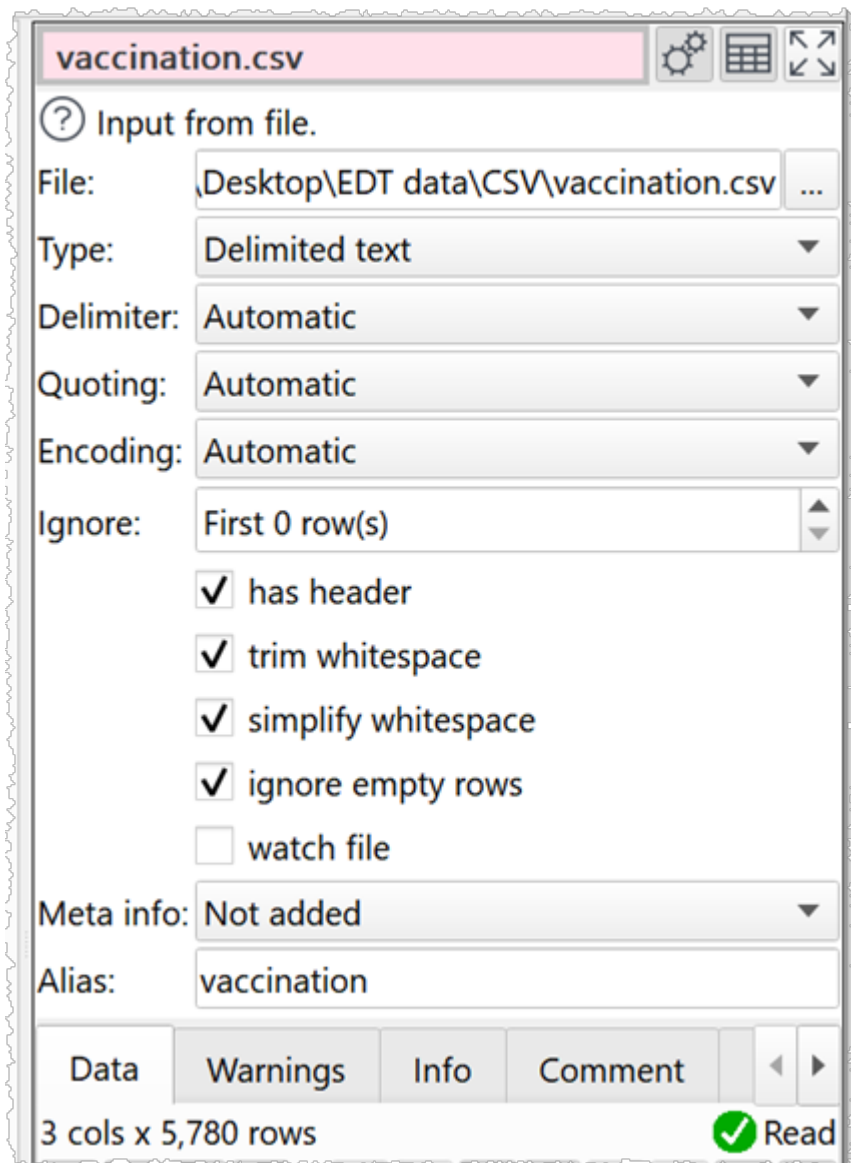 vaccination.csv
? Input from file.
File: \Desktop\EDT data\CSV\vaccination.csv ...
Type: Delimited text
Delimiter: Automatic
Quoting: Automatic
Encoding: Automatic
Ignore: First 0 row(s)
has header
trim whitespace
simplify whitespace
ignore empty rows
watch file
Meta info: Not added
Alias: vaccination
Data Warnings Info Comment
3 cols x 5,780 rows Read